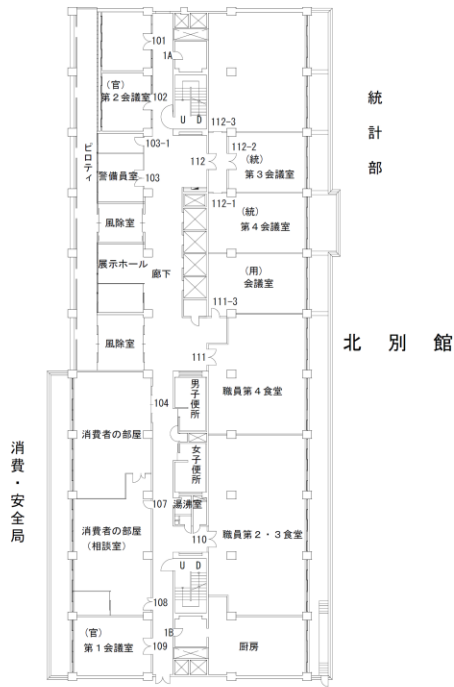 101
1A
(官)
第２会議室
102
U D
112-3
統計部
ピロティ
103-1
112
112-2
(統)
第３会議室
警備員室
103
112-1
(統)
第４会議室
風除室
展示ホール
廊下
(用)
会議室
111-3
風除室
111
北別館
104
男子便所
職員第４食堂
消費者の部屋
女子便所
消費・安全局
107
湯沸室
消費者の部屋
(相談室)
110
職員第２・３食堂
U D
108
(官)
第１会議室
1B
109
厨房